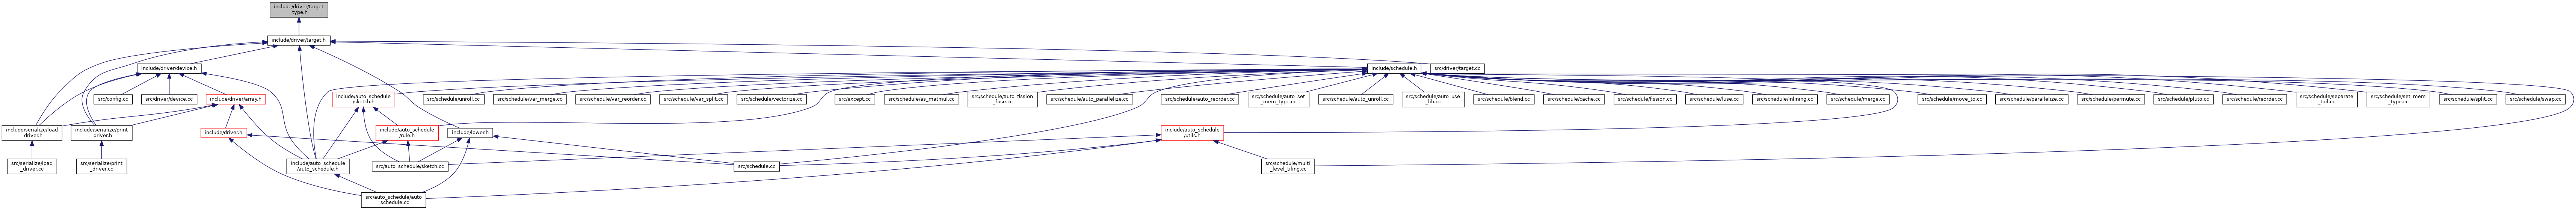 include/driver/target
_type.h
include/driver/target.h
include/driver/device.h
include/schedule.h
src/driver/target.cc
src/config.cc
src/driver/device.cc
include/driver/array.h
include/auto_schedule
/sketch.h
src/schedule/unroll.cc
src/schedule/var_merge.cc
src/schedule/var_reorder.cc
src/schedule/var_split.cc
src/schedule/vectorize.cc
src/except.cc
src/schedule/as_matmul.cc
src/schedule/auto_fission
_fuse.cc
src/schedule/auto_parallelize.cc
src/schedule/auto_reorder.cc
src/schedule/auto_set
_mem_type.cc
src/schedule/auto_unroll.cc
src/schedule/auto_use
_lib.cc
src/schedule/blend.cc
src/schedule/cache.cc
src/schedule/fission.cc
src/schedule/fuse.cc
src/schedule/inlining.cc
src/schedule/merge.cc
src/schedule/move_to.cc
src/schedule/parallelize.cc
src/schedule/permute.cc
src/schedule/pluto.cc
src/schedule/reorder.cc
src/schedule/separate
_tail.cc
src/schedule/set_mem
_type.cc
src/schedule/split.cc
src/schedule/swap.cc
include/serialize/load
_driver.h
include/serialize/print
_driver.h
include/driver.h
include/auto_schedule
/rule.h
include/lower.h
include/auto_schedule
/utils.h
src/serialize/load
_driver.cc
src/serialize/print
_driver.cc
include/auto_schedule
/auto_schedule.h
src/auto_schedule/sketch.cc
src/schedule.cc
src/schedule/multi
_level_tiling.cc
src/auto_schedule/auto
_schedule.cc